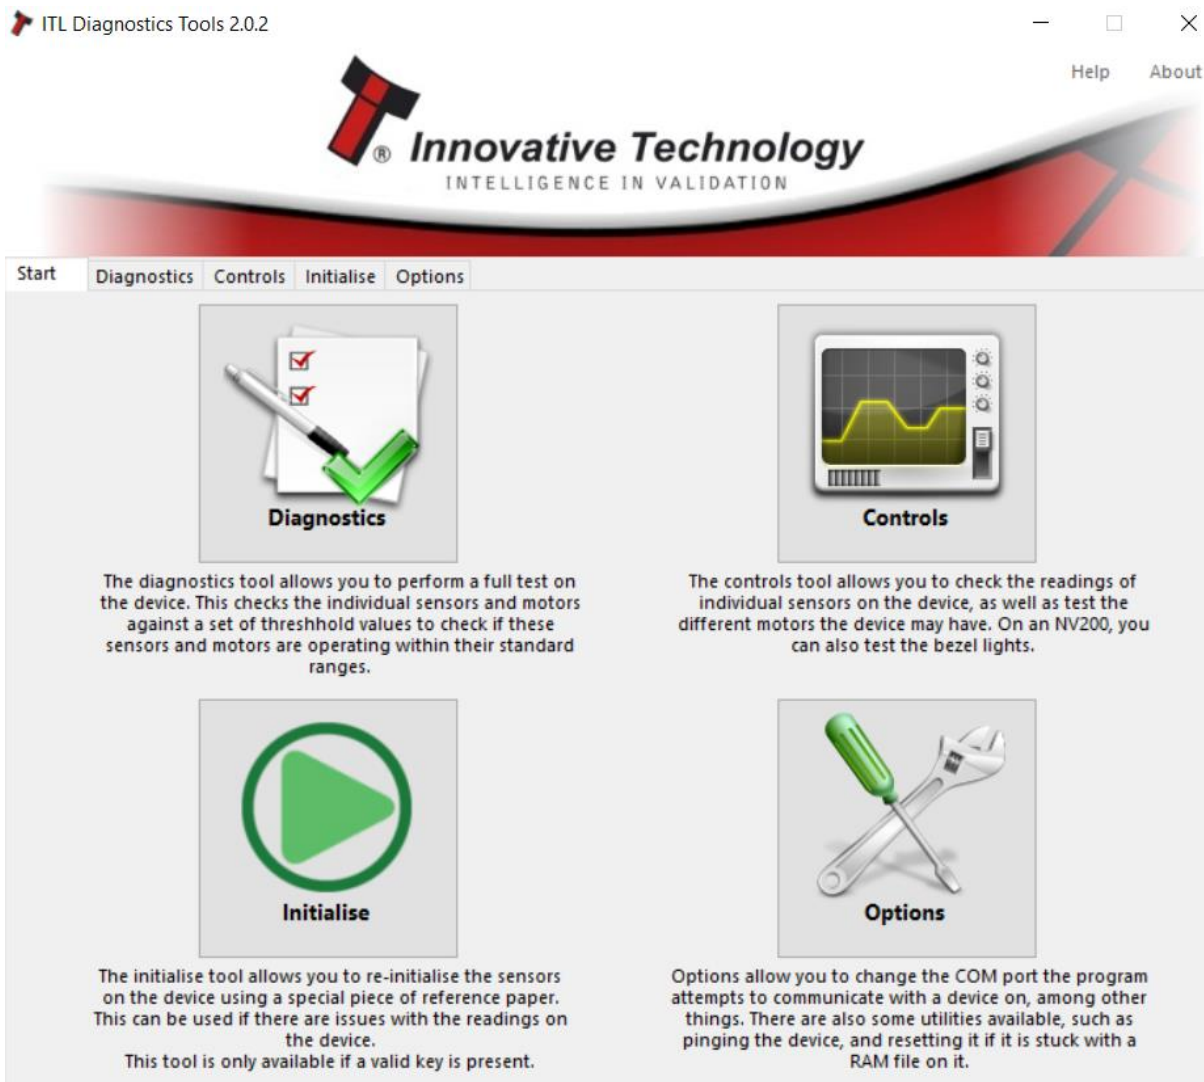 ITL Diagnostics Tools 2.0.2
Help About
® Innovative Technology
INTELLIGENCE IN VALIDATION
Start Diagnostics Controls Initialise Options
Diagnostics
The diagnostics tool allows you to perform a full test on
the device. This checks the individual sensors and motors
against a set of threshhold values to check if these
sensors and motors are operating within their standard
ranges.
Controls
The controls tool allows you to check the readings of
individual sensors on the device, as well as test the
different motors the device may have. On an NV200, you
can also test the bezel lights.
Initialise
The initialise tool allows you to re-initialise the sensors
on the device using a special piece of reference paper.
This can be used if there are issues with the readings on
the device.
This tool is only available if a valid key is present.
Options
Options allow you to change the COM port the program
attempts to communicate with a device on, among other
things. There are also some utilities available, such as
pinging the device, and resetting it if it is stuck with a
RAM file on it.